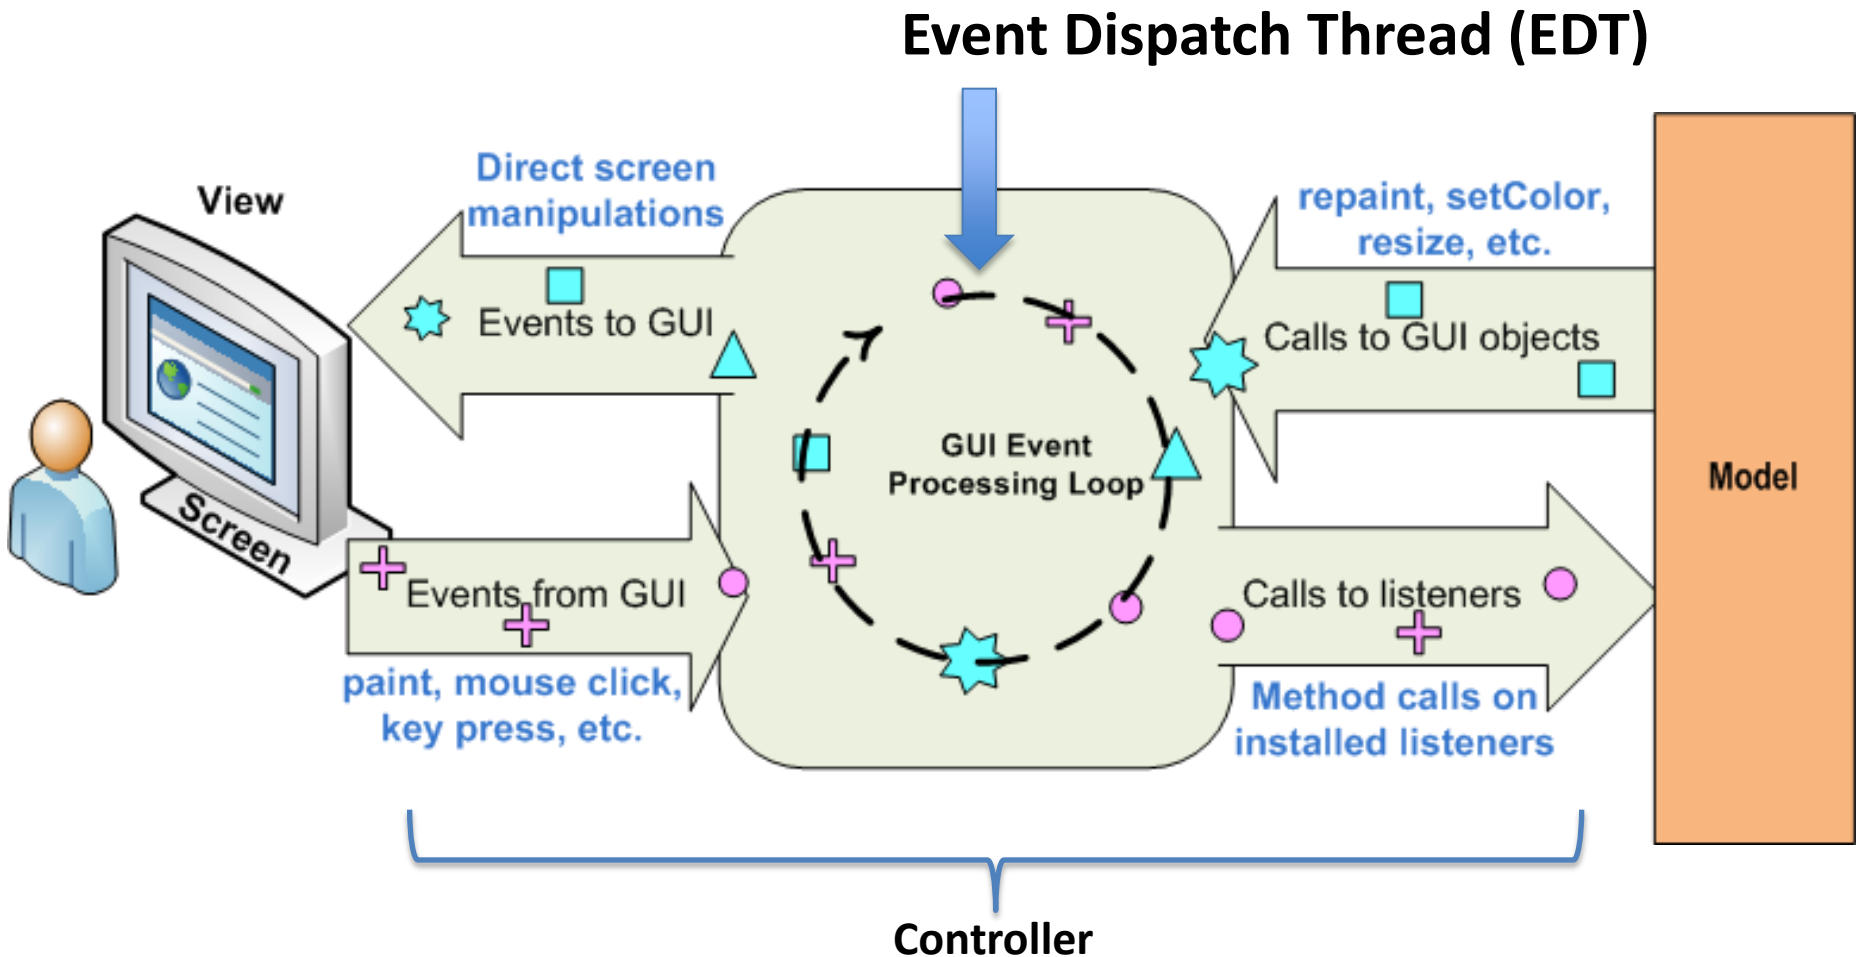 Event Dispatch Thread (EDT)
Direct screen
manipulations
View
repaint, setColor,
resize, etc.
Events to GUI
Calls to GUI objects
GUI Event
Processing Loop
Model
Screen
Events from GUI
Calls to listeners
paint, mouse click,
key press, etc.
Method calls on
installed listeners
Controller